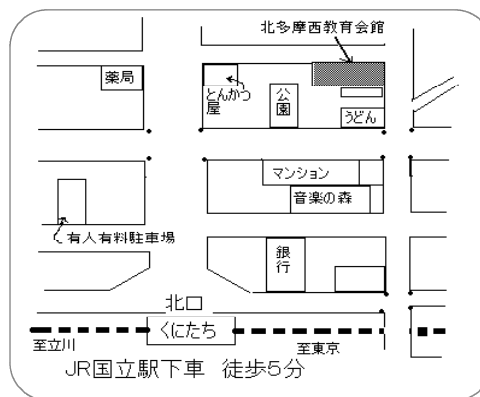 北多摩西教育会館
薬局
とんかつ
屋
公園
うどん
マンション
音楽の森
有人有料駐車場
銀行
北口
くにたち
至立川
至東京
JR国立駅下車 徒歩5分